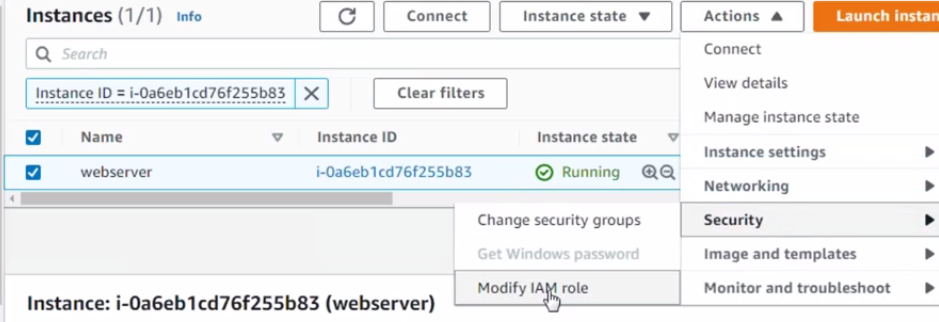 Instances (1/1) Info Connect Instance state Actions Launch instan
Search
Instance ID = i-0a6eb1cd76f255b83 Clear filters
Name Instance ID Instance state
webserver i-0a6eb1cd76f255b83 Running
Connect
View details
Manage instance state
Instance settings
Networking
Security
Image and templates
Monitor and troubleshoot
Change security groups
Get Windows password
Modify IAM role
Instance: i-0a6eb1cd76f255b83 (webserver)